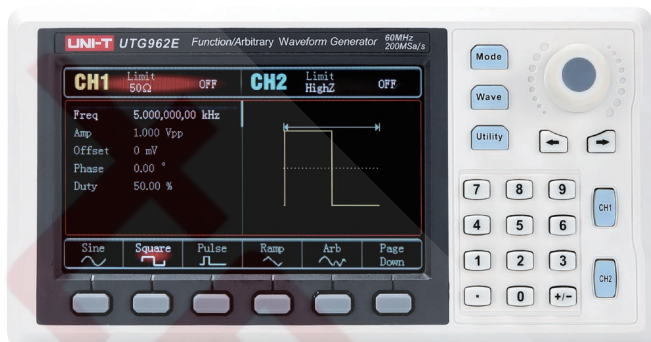 UNI-T UTG962E Function/Arbitrary Waveform Generator 60MHz 200MSa/s
CH1 Limit 50Ω OFF CH2 Limit HighZ OFF
Freq 5.000,000,00 kHz
Amp 1.000 Vpp
Offset 0 mV
Phase 0.00 °
Duty 50.00 %
Sine Square Pulse Ramp Arb Page Down
Mode
Wave
Utility
7 8 9
CH1
4 5 6
1 2 3
CH2
. 0 +/-